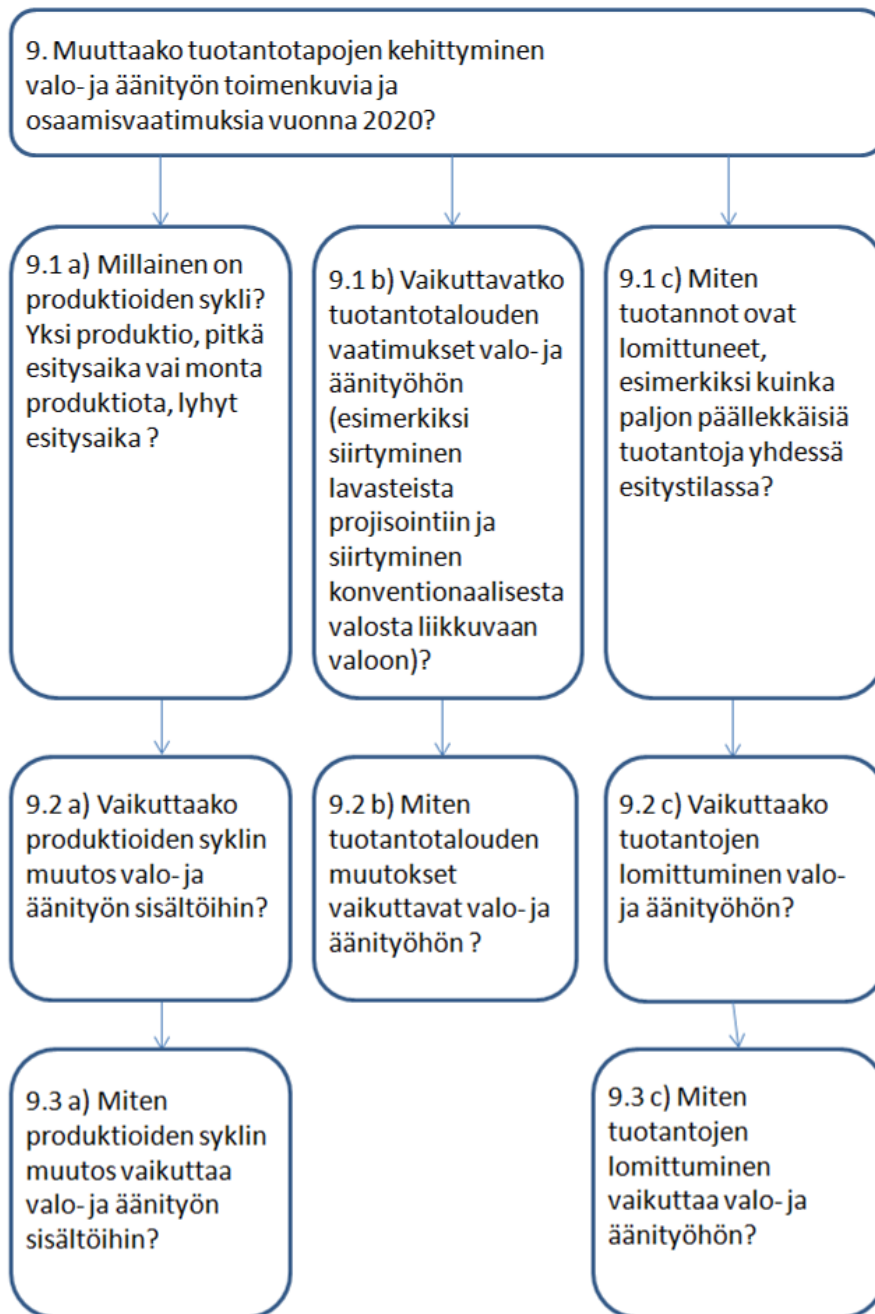 9. Muuttaako tuotantotapojen kehittyminen
valo- ja äänityön toimenkuvia ja
osaamisvaatimuksia vuonna 2020?
9.1 a) Millainen on
produktioiden sykli?
Yksi produktio, pitkä
esitysaika vai monta
produktiota, lyhyt
esitysaika ?
9.1 b) Vaikuttavatko
tuotantotalouden
vaatimukset valo- ja
äänityöhön
(esimerkiksi
siirtyminen
lavasteista
projisointiin ja
siirtyminen
konventionaalisesta
valosta liikkuvaan
valoon)?
9.1 c) Miten
tuotannot ovat
lomittuneet,
esimerkiksi kuinka
paljon päällekkäisiä
tuotantoja yhdessä
esitystilassa?
9.2 a) Vaikuttaako
produktioiden syklin
muutos valo- ja
äänityön sisältöihin?
9.2 b) Miten
tuotantotalouden
muutokset
vaikuttavat valo- ja
äänityöhön ?
9.2 c) Vaikuttaako
tuotantojen
lomittuminen valo-
ja äänityöhön?
9.3 a) Miten
produktioiden syklin
muutos vaikuttaa
valo- ja äänityön
sisältöihin?
9.3 c) Miten
tuotantojen
lomittuminen
vaikuttaa valo- ja
äänityöhön?